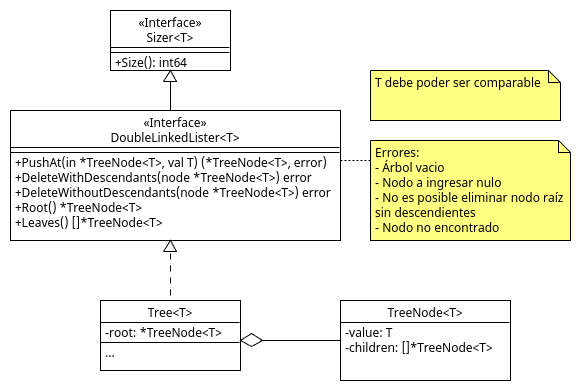 «Interface»
Sizer<T>
+Size(): int64
T debe poder ser comparable
«Interface»
DoubleLinkedLister<T>
+PushAt(in *TreeNode<T>, val T) (*TreeNode<T>, error)
+DeleteWithDescendants(node *TreeNode<T>) error
+DeleteWithoutDescendants(node *TreeNode<T>) error
+Root() *TreeNode<T>
+Leaves() []*TreeNode<T>
Errores:
- Árbol vacio
- Nodo a ingresar nulo
- No es posible eliminar nodo raíz
sin descendientes
- Nodo no encontrado
Tree<T>
-root: *TreeNode<T>
...
TreeNode<T>
-value: T
-children: []*TreeNode<T>